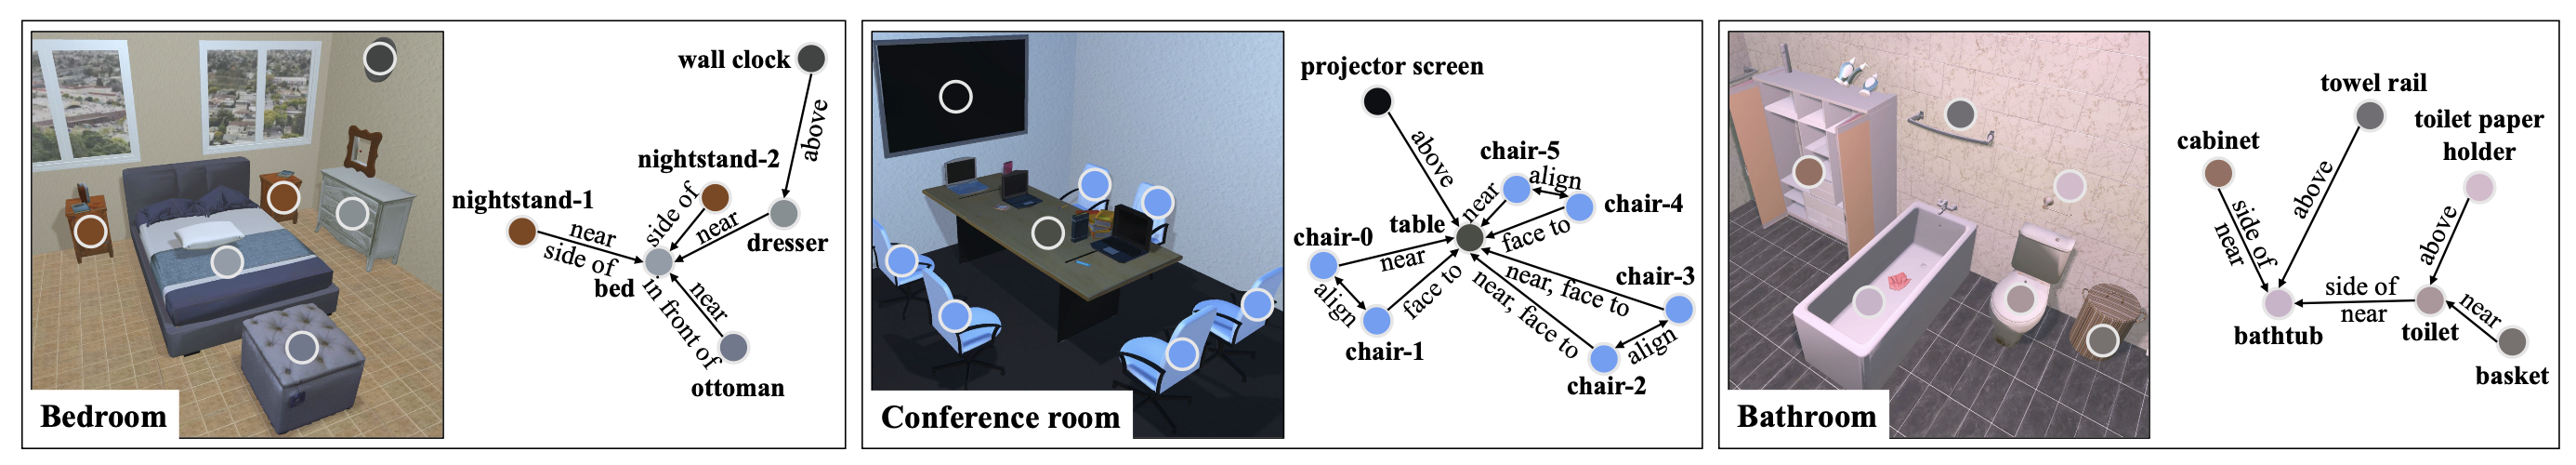 wall clock
above
nightstand-2
nightstand-1
side of
near
side of
near
dresser
bed
near
in front of
ottoman
Bedroom
projector screen
above
chair-5
align
near
chair-4
table
face to
chair-0
near
chair-3
near, face to
align
face to
near, face to
chair-1
align
chair-2
Conference room
towel rail
toilet paper
holder
cabinet
above
side of
near
above
side of
near
near
bathtub
toilet
basket
Bathroom